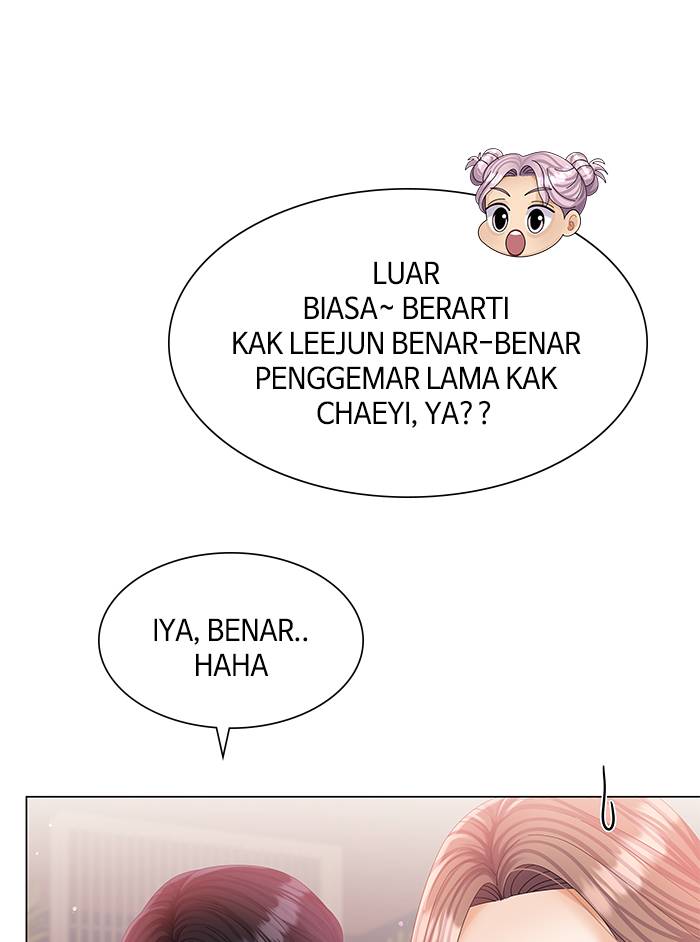 LUAR
BIASA~ BERARTI
KAK LEEJUN BENAR-BENAR
PENGGEMAR LAMA KAK
CHAEYI, YA??
IYA, BENAR..
HAHA